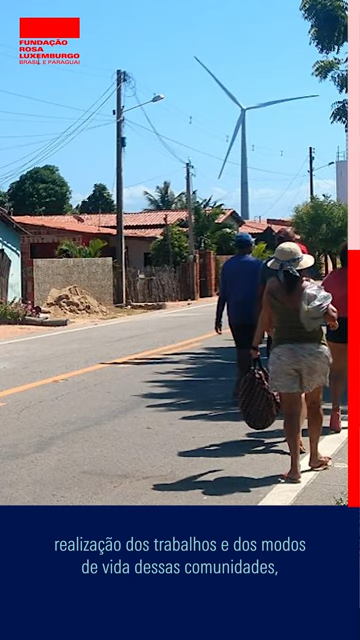 FUNDAÇÃO
ROSA
LUXEMBURGO
BRASIL E PARAGUAI
realização dos trabalhos e dos modos
de vida dessas comunidades,